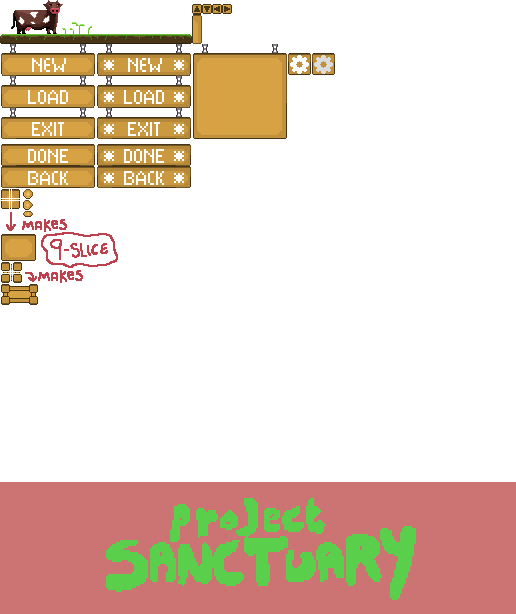 NEW NEW
LOAD LOAD
EXIT EXIT
DONE DONE
BACK BACK
MAKES
9-SLICE
MAKES
project
SANCTUARY